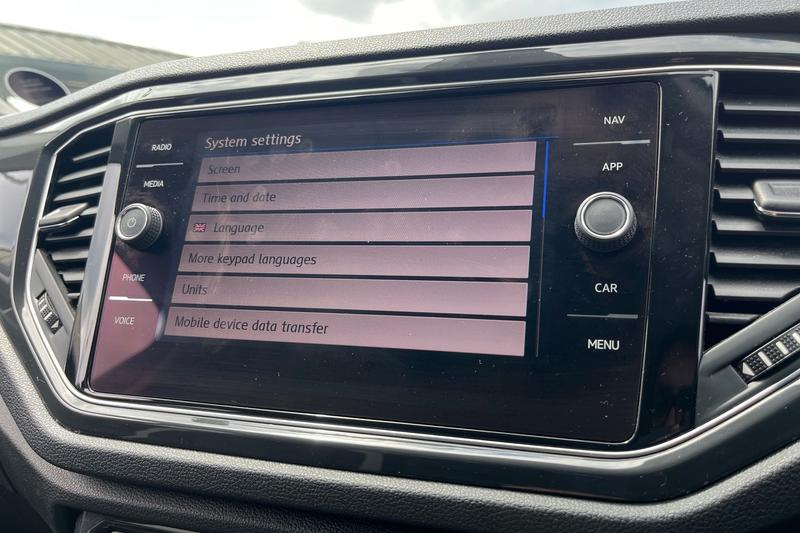 System settings
Screen
Time and date
Language
More keypad languages
Units
Mobile device data transfer
RADIO
MEDIA
PHONE
VOICE
NAV
APP
CAR
MENU